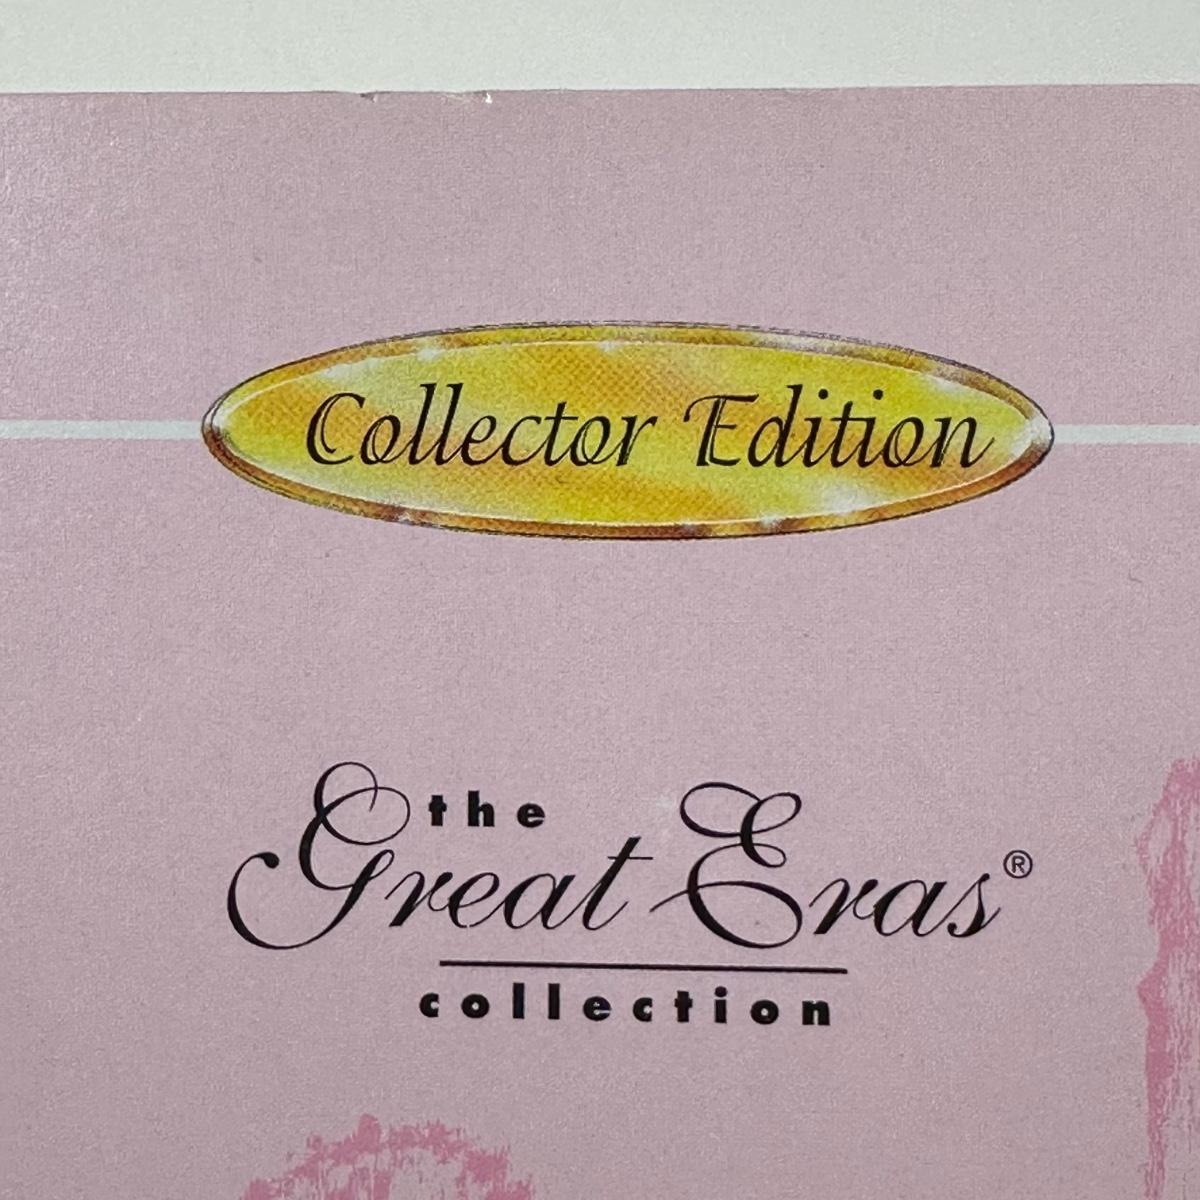 Collector Edition
the
Great Eras®
collection